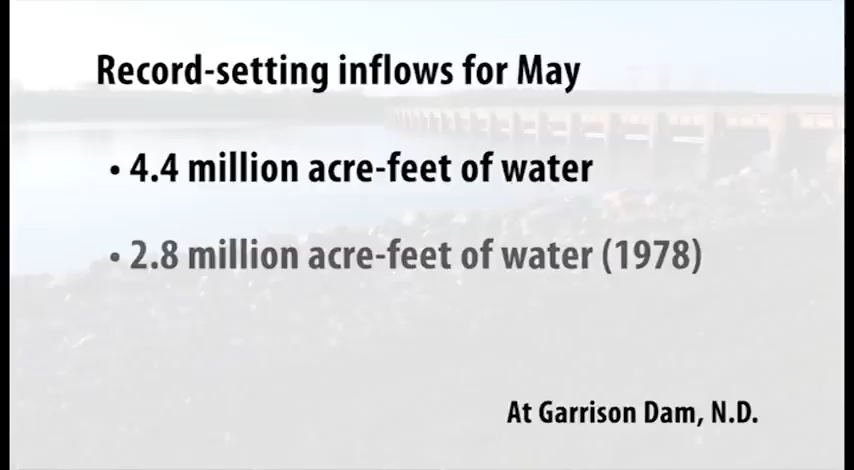 Record-setting inflows for May
• 4.4 million acre-feet of water
• 2.8 million acre-feet of water (1978)
At Garrison Dam, N.D.